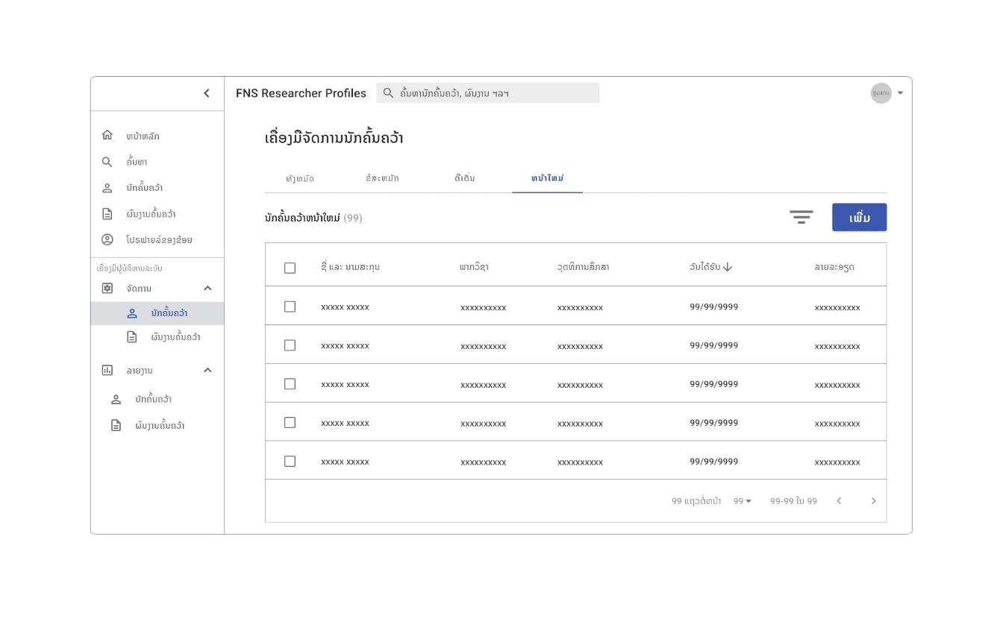 FNS Researcher Profiles
ຄົ້ນຫານັກຄົ້ນຄວ້າ, ຜົນງານ ຯລຯ
ຮູບພາບ
ໜ້າຫລັກ
ຄົ້ນຫາ
ນັກຄົ້ນຄວ້າ
ຜົນງານຄົ້ນຄວ້າ
ໂປຣຟາຍລ໌ຂອງຂ້ອຍ
ເຄື່ອງມືຜູ້ບໍລິຫານລະບົບ
ຈັດການ
ນັກຄົ້ນຄວ້າ
ຜົນງານຄົ້ນຄວ້າ
ລາຍງານ
ນັກຄົ້ນຄວ້າ
ຜົນງານຄົ້ນຄວ້າ
ເຄື່ອງມືຈັດການນັກຄົ້ນຄວ້າ
ທັງຫມົດ ຂໍສະຫມັກ ດີເດັ່ນ ຫນ້າໃຫມ່
ນັກຄົ້ນຄວ້າຫນ້າໃຫມ່ (99)
ເພີ່ມ
ຊື່ ແລະ ນາມສະກຸນ ພາກວິຊາ ວຸດທິການສຶກສາ ວັນໄດ້ຮັບ ລາຍລະອຽດ
xxxxx xxxxx xxxxxxxxxx xxxxxxxxxx 99/99/9999 xxxxxxxxxx
xxxxx xxxxx xxxxxxxxxx xxxxxxxxxx 99/99/9999 xxxxxxxxxx
xxxxx xxxxx xxxxxxxxxx xxxxxxxxxx 99/99/9999 xxxxxxxxxx
xxxxx xxxxx xxxxxxxxxx xxxxxxxxxx 99/99/9999 xxxxxxxxxx
xxxxx xxxxx xxxxxxxxxx xxxxxxxxxx 99/99/9999 xxxxxxxxxx
99 ແຖວຕໍ່ຫນ້າ 99 99-99 ໃນ 99